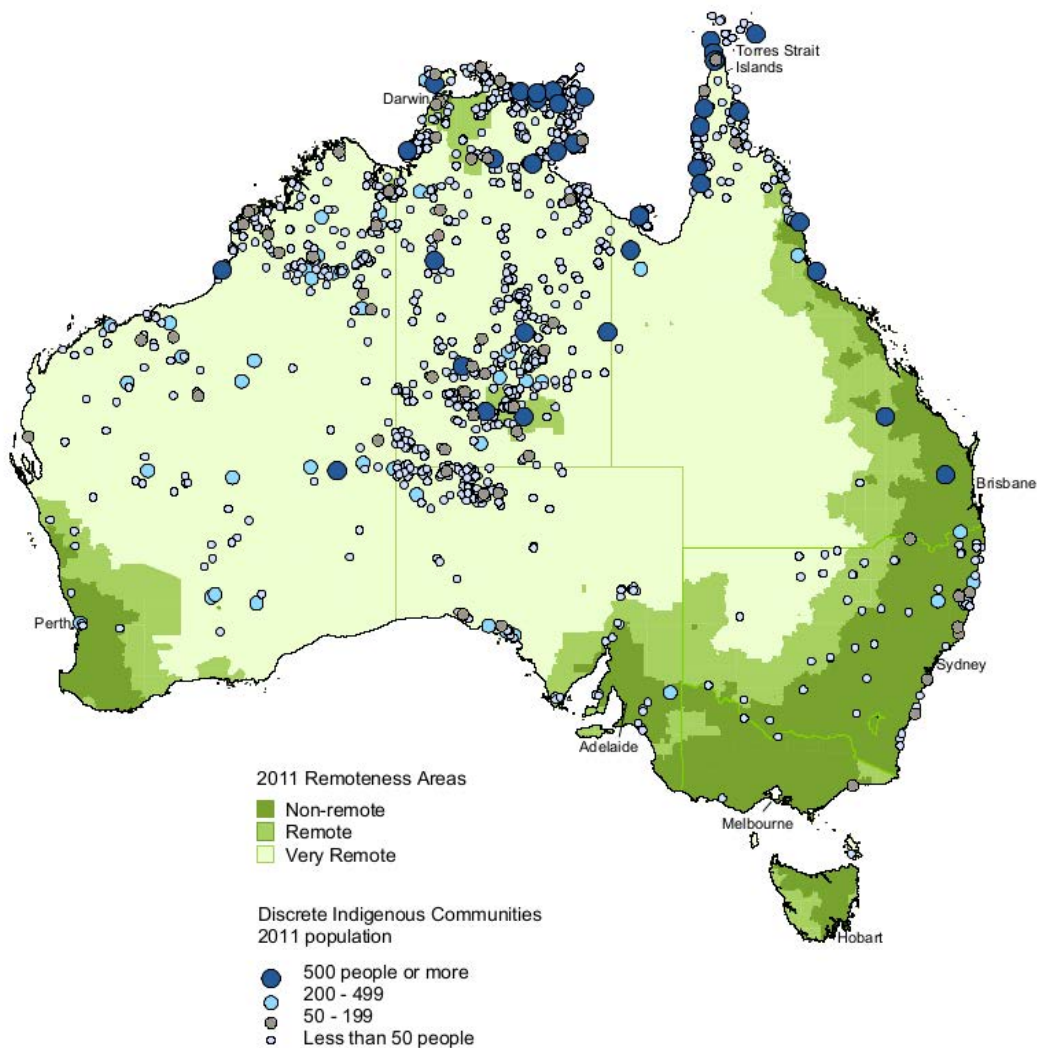 Torres Strait
Islands
Darwin
Brisbane
Perth
Sydney
Adelaide
Melbourne
Hobart
2011 Remoteness Areas
Non-remote
Remote
Very Remote
Discrete Indigenous Communities
2011 population
500 people or more
200 - 499
50 - 199
Less than 50 people